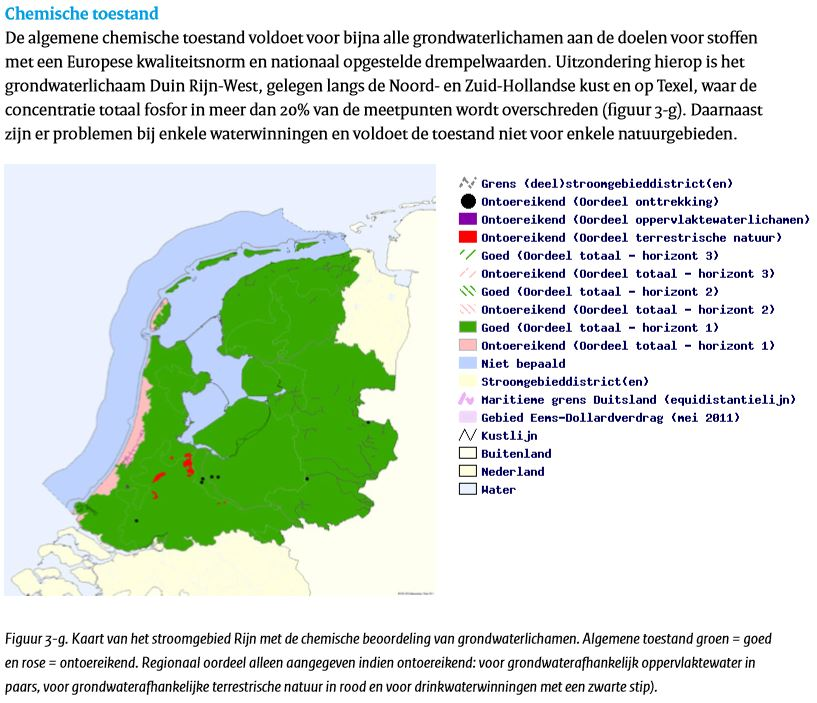 Chemische toestand
De algemene chemische toestand voldoet voor bijna alle grondwaterlichamen aan de doelen voor stoffen
met een Europese kwaliteitsnorm en nationaal opgestelde drempelwaarden. Uitzondering hierop is het
grondwaterlichaam Duin Rijn-West, gelegen langs de Noord- en Zuid-Hollandse kust en op Texel, waar de
concentratie totaal fosfor in meer dan 20% van de meetpunten wordt overschreden (figuur 3-g). Daarnaast
zijn er problemen bij enkele waterwinningen en voldoet de toestand niet voor enkele natuurgebieden.
Grens (deel)stroomgebieddistrict(en)
Ontoereikend (Oordeel onttrekking)
Ontoereikend (Oordeel oppervlaktewaterlichamen)
Ontoereikend (Oordeel terrestrische natuur)
Goed (Oordeel totaal - horizont 3)
Ontoereikend (Oordeel totaal - horizont 3)
Goed (Oordeel totaal - horizont 2)
Ontoereikend (Oordeel totaal - horizont 2)
Goed (Oordeel totaal - horizont 1)
Ontoereikend (Oordeel totaal - horizont 1)
Niet bepaald
Stroomgebieddistrict(en)
Maritieme grens Duitsland (equidistantielijn)
Gebied Eems-Dollardverdrag (mei 2011)
Kustlijn
Buitenland
Nederland
Water
Figuur 3-g. Kaart van het stroomgebied Rijn met de chemische beoordeling van grondwaterlichamen. Algemene toestand groen = goed
en rose = ontoereikend. Regionaal oordeel alleen aangegeven indien ontoereikend: voor grondwaterafhankelijk oppervlaktewater in
paars, voor grondwaterafhankelijke terrestrische natuur in rood en voor drinkwaterwinningen met een zwarte stip).